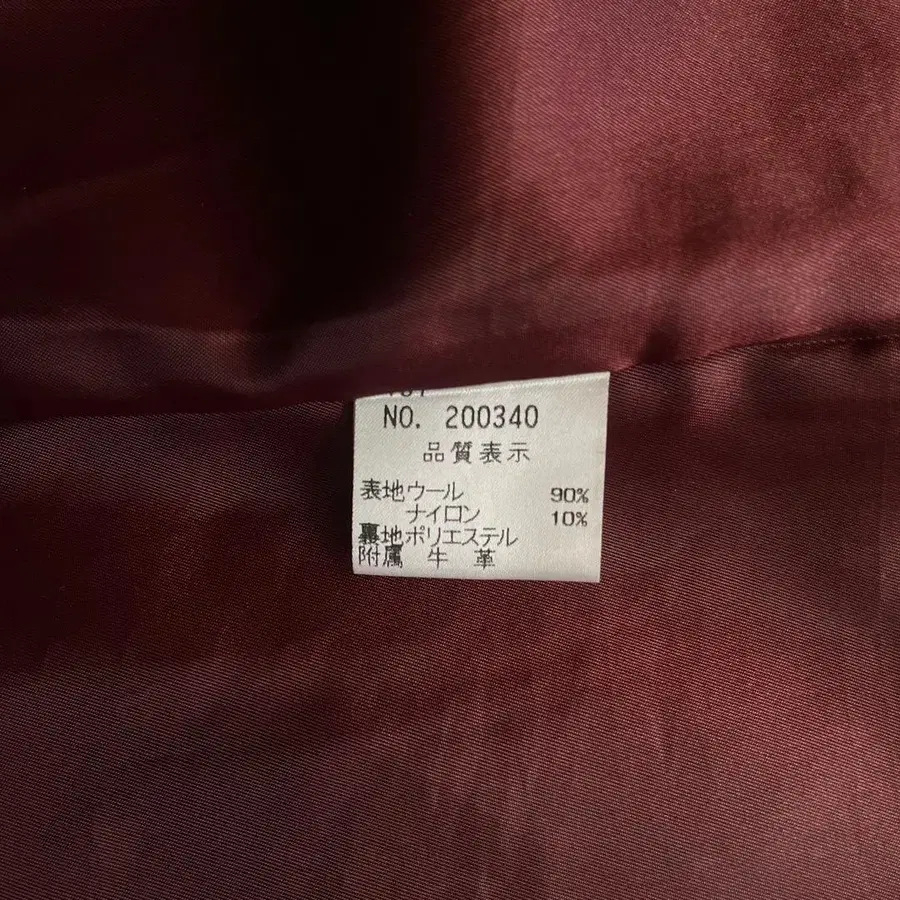 NO. 200340
品質表示
表地ウール 90%
ナイロン 10%
裏地ポリエステル
附属 牛 革